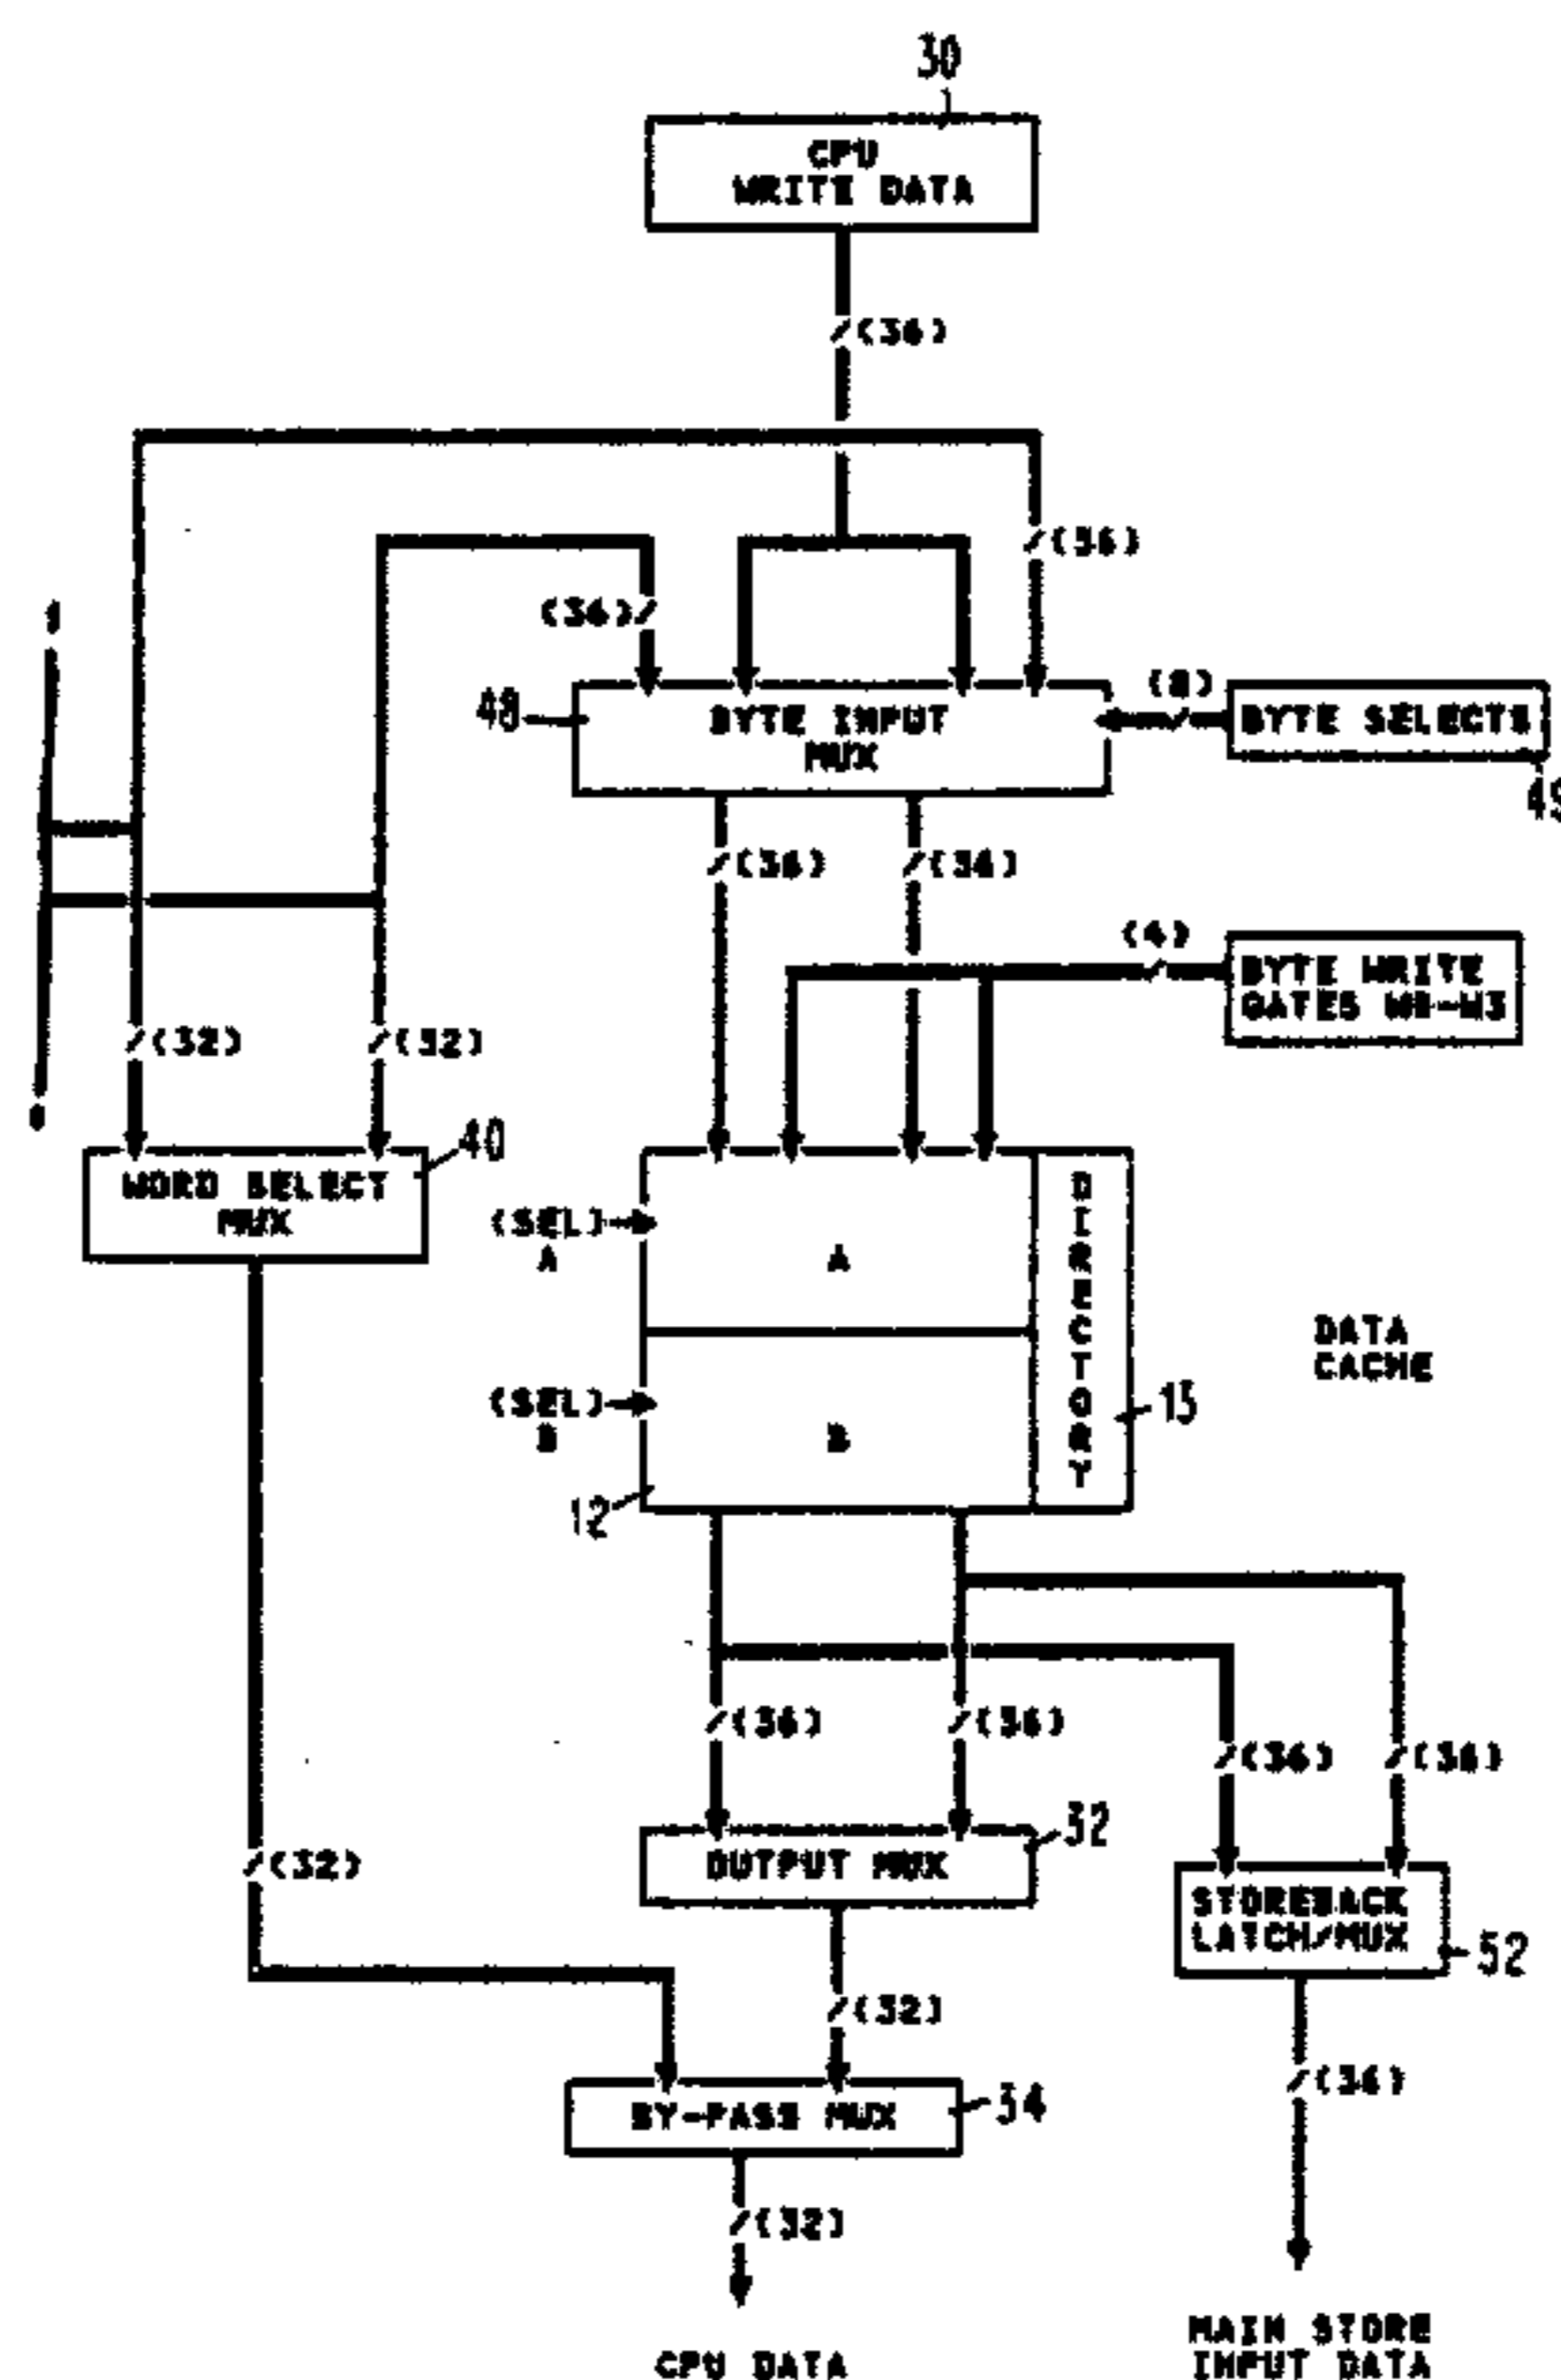 30
CPU
WRITE DATA
(36)
(36)
(36)
48
BYTE INPUT
MUX
(8)
BYTE SELECTS
(36)
(36)
(4)
BYTE WRITE
GATES W0-W3
(32)
(32)
40
WORD SELECT
MUX
(SEL)
A
A
DIRECTORY
DATA
CACHE
(SEL)
B
B
15
12
(36)
(36)
(36)
(36)
32
OUTPUT MUX
(32)
STOREBACK
LATCH/MUX
52
(32)
(36)
BY-PASS MUX
34
(32)
CPU DATA
MAIN STORE
INPUT DATA